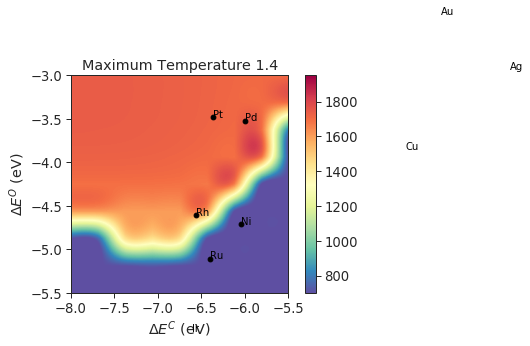 Au
Ag
Maximum Temperature 1.4
−3.0
−3.5
−4.0
−4.5
−5.0
−5.5
ΔE^O (eV)
Pt
Pd
Cu
Rh
Ni
Ru
1800
1600
1400
1200
1000
800
−8.0 −7.5 −7.0 −6.5 −6.0 −5.5
ΔE^C (eV)
Ir